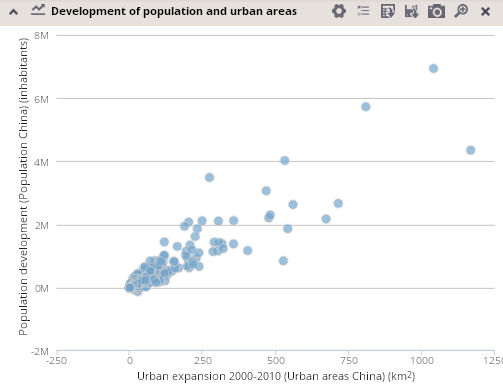 Development of population and urban areas
Population development (Population China) (inhabitants)
8M
6M
4M
2M
0M
-2M
-250
0
250
500
750
1000
1250
Urban expansion 2000-2010 (Urban areas China) (km²)